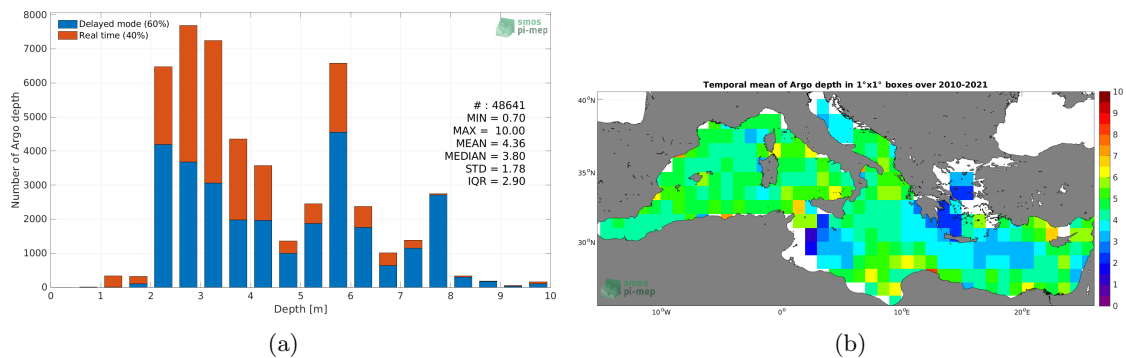 Delayed mode (60%)
Real time (40%)
smos
pi-mep
8000
7000
6000
5000
4000
3000
2000
1000
0
Number of Argo depth
# : 48641
MIN = 0.70
MAX = 10.00
MEAN = 4.36
MEDIAN = 3.80
STD = 1.78
IQR = 2.90
0 1 2 3 4 5 6 7 8 9 10
Depth [m]
(a)
Temporal mean of Argo depth in 1°x1° boxes over 2010-2021
40°N
35°N
30°N
10°W 0° 10°E 20°E
smos
pi-mep
10
9
8
7
6
5
4
3
2
1
0
(b)